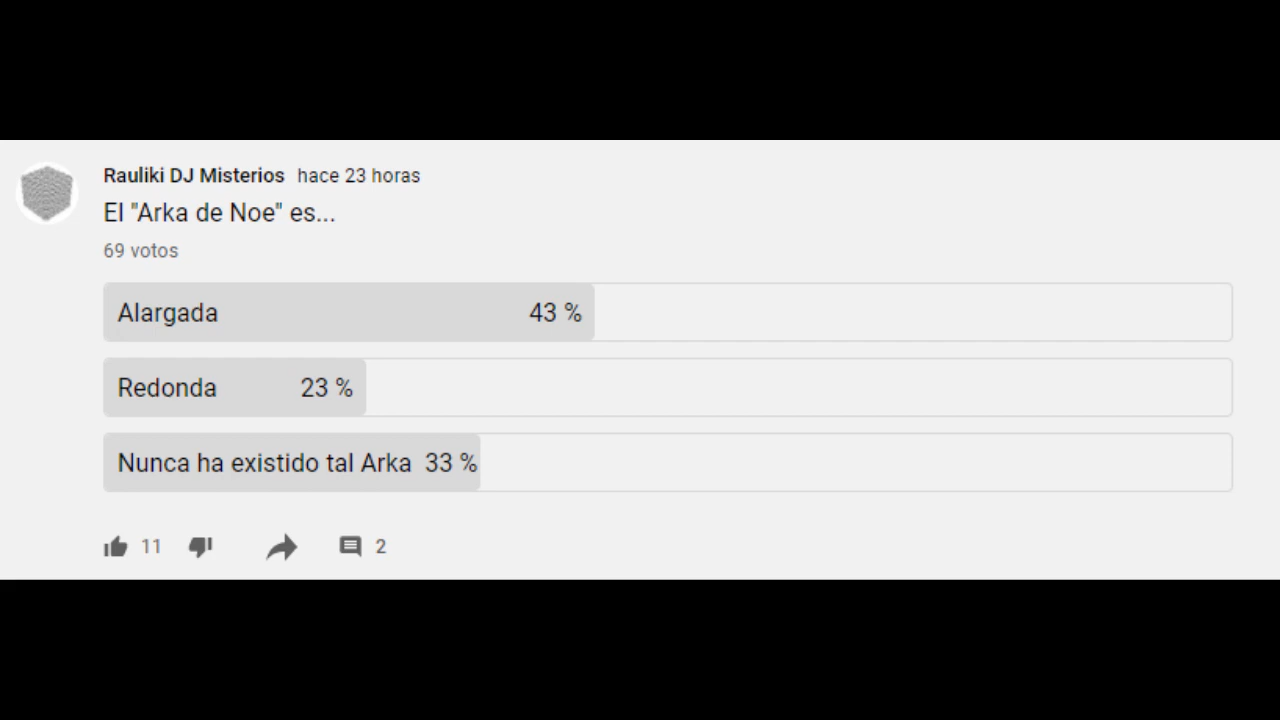 Rauliki DJ Misterios hace 23 horas
El "Arka de Noe" es...
69 votos
Alargada 43 %
Redonda 23 %
Nunca ha existido tal Arka 33 %
11 2